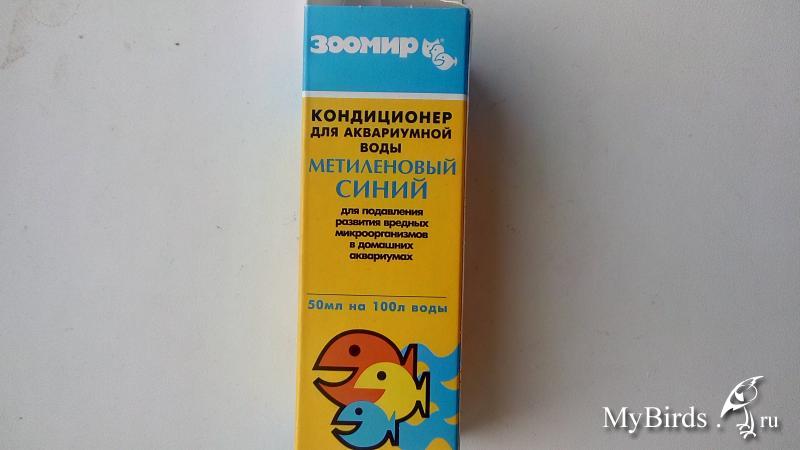 ЗООМИР
КОНДИЦИОНЕР
ДЛЯ АКВАРИУМНОЙ
ВОДЫ
МЕТИЛЕНОВЫЙ
СИНИЙ
для подавления
развития вредных
микроорганизмов
в домашних
аквариумах
50мл на 100л воды
MyBirds.ru